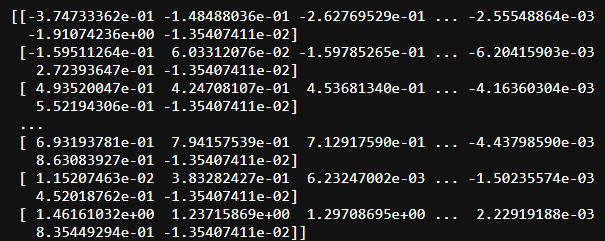 [[-3.74733362e-01 -1.48488036e-01 -2.62769529e-01 ... -2.55548864e-03
-1.91074236e+00 -1.35407411e-02]
[-1.59511264e-01 6.03312076e-02 -1.59785265e-01 ... -6.20415903e-03
2.72393647e-01 -1.35407411e-02]
[ 4.93520047e-01 4.24708107e-01 4.53681340e-01 ... -4.16360304e-03
5.52194306e-01 -1.35407411e-02]
...
[ 6.93193781e-01 7.94157539e-01 7.12917590e-01 ... -4.43798590e-03
8.63083927e-01 -1.35407411e-02]
[ 1.15207463e-02 3.83282427e-01 6.23247002e-03 ... -1.50235574e-03
4.52018762e-01 -1.35407411e-02]
[ 1.46161032e+00 1.23715869e+00 1.29708695e+00 ... 2.22919188e-03
8.35449294e-01 -1.35407411e-02]]